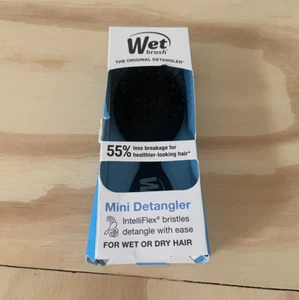 Wet
brush®
THE ORIGINAL DETANGLER®
55% less breakage for
healthier-looking hair**
Wet
Mini Detangler
IntelliFlex® bristles
detangle with ease
FOR WET OR DRY HAIR